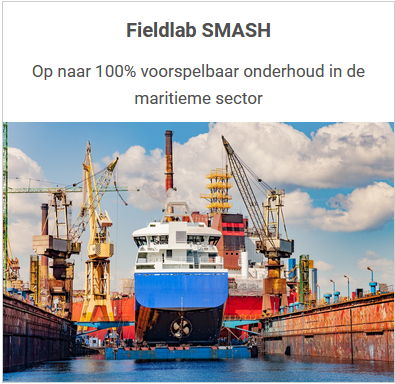 Fieldlab SMASH
Op naar 100% voorspelbaar onderhoud in de
maritieme sector